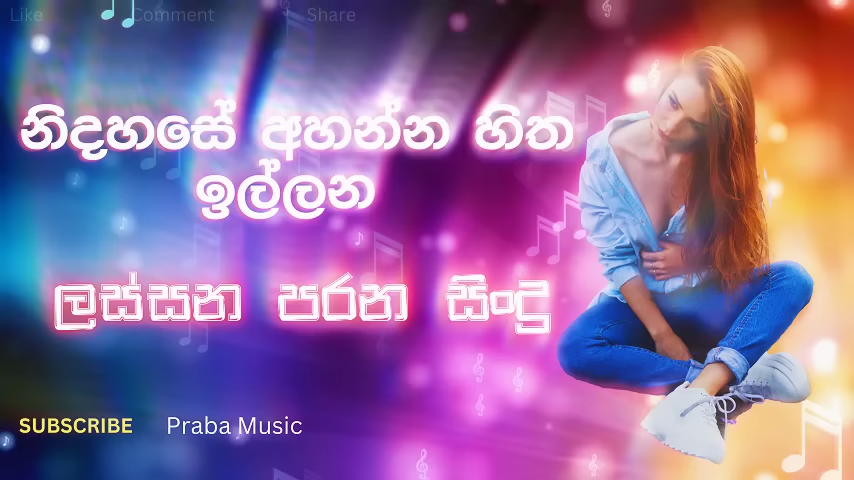 Like Comment Share
නිදහසේ අහන්න හිත
ඉල්ලන
ලස්සන පරන සිංදු
SUBSCRIBE Praba Music